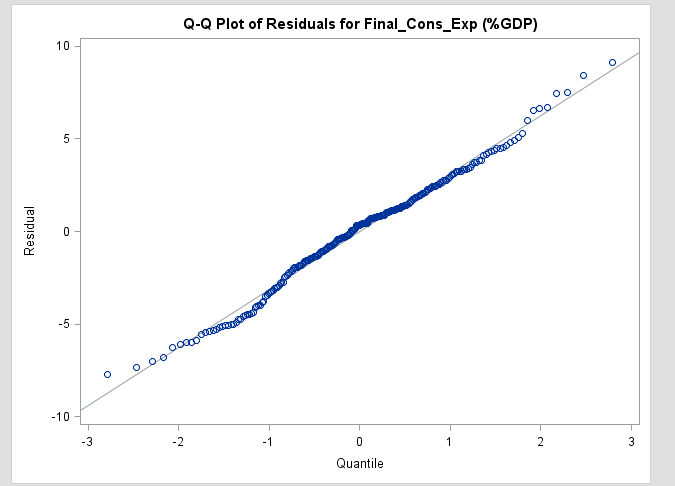 Q-Q Plot of Residuals for Final_Cons_Exp (%GDP)
10
5
0
-5
-10
Residual
-3 -2 -1 0 1 2 3
Quantile